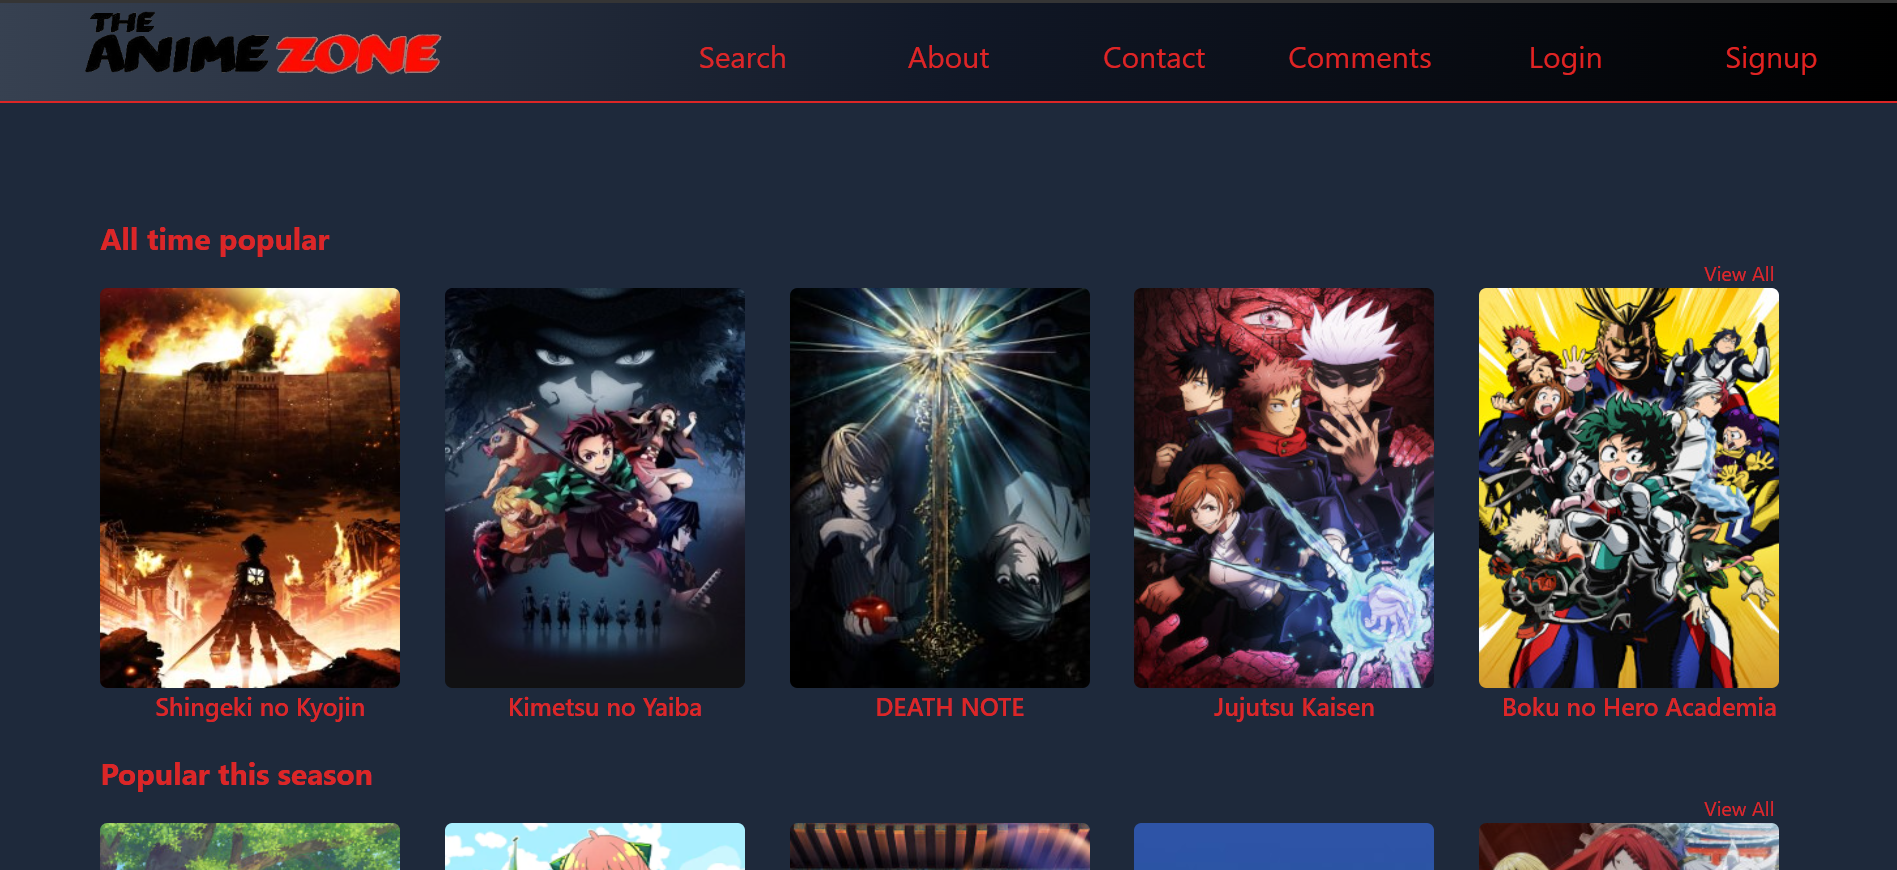 THE
ANIME ZONE
Search About Contact Comments Login Signup
All time popular
View All
Shingeki no Kyojin Kimetsu no Yaiba DEATH NOTE Jujutsu Kaisen Boku no Hero Academia
Popular this season
View All